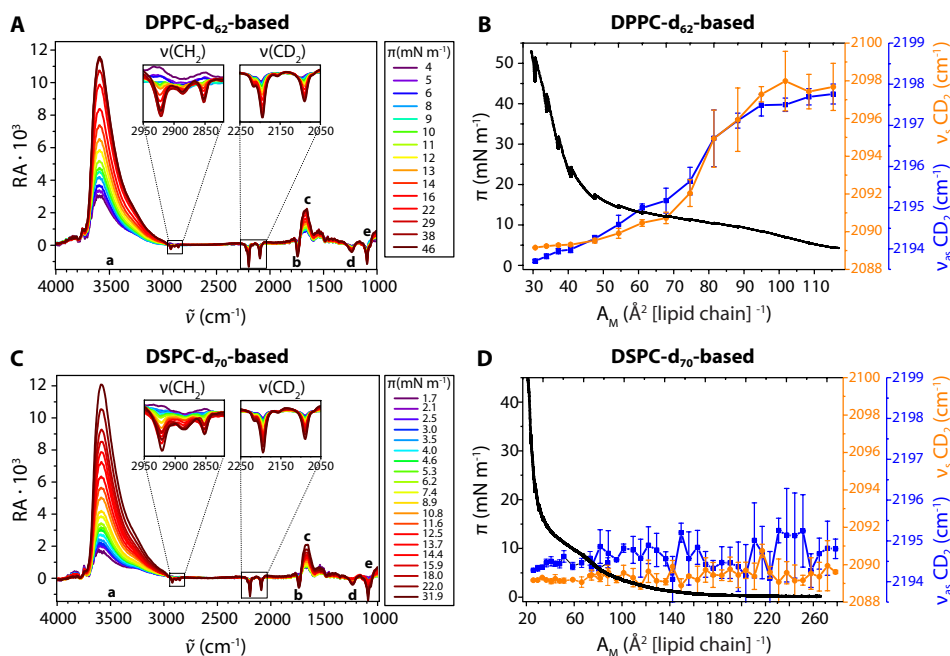 A
DPPC-d62-based
RA · 10³
12
10
8
6
4
2
0
ν(CH2)
ν(CD2)
2950 2900 2850
2250 2150 2050
a
b
c
d
e
4000 3000 2000 1000
ṽ (cm-1)
π(mN m-1)
4
5
6
8
9
10
11
12
13
14
16
22
29
38
46
B
DPPC-d62-based
π (mN m-1)
50
40
30
20
10
0
30 40 50 60 70 80 90 100 110
AM (Å2 [lipid chain] -1)
2100
2098
2096
2094
2092
2090
2088
νs CD2 (cm-1)
2199
2198
2197
2196
2195
2194
2193
νas CD2 (cm-1)
C
DSPC-d70-based
RA · 10³
12
10
8
6
4
2
0
ν(CH2)
ν(CD2)
2950 2900 2850
2250 2150 2050
a
b
c
d
e
4000 3000 2000 1000
ṽ (cm-1)
π(mN m-1)
1.7
2.1
2.5
3.0
3.5
4.0
4.6
5.3
6.2
7.4
8.9
10.8
11.6
12.5
13.7
14.4
15.9
18.0
22.0
31.9
D
DSPC-d70-based
π (mN m-1)
40
30
20
10
0
20 60 100 140 180 220 260
AM (Å2 [lipid chain] -1)
2100
2098
2096
2094
2092
2090
2088
νs CD2 (cm-1)
2199
2198
2197
2196
2195
2194
2193
νas CD2 (cm-1)